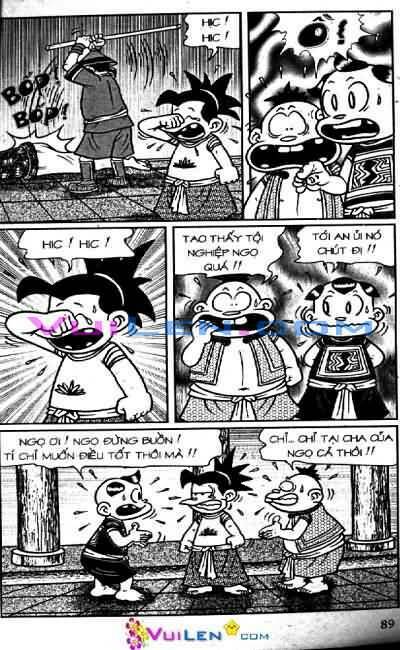 HIC !
HIC !
BỐP !
BỐP !
HIC ! HIC !
TAO THẤY TỘI
NGHIỆP NGỌ
QUÁ !!
TỚI AN ỦI NÓ
CHÚT ĐI !!
VuiLen.com
NGỌ ƠI ! NGỌ ĐỪNG BUỒN !
TÍ CHỈ MUỐN ĐIỀU TỐT THÔI MÀ !!
CHỈ... CHỈ TẠI CHA CỦA
NGỌ CẢ THÔI !!
89
VuiLen.com